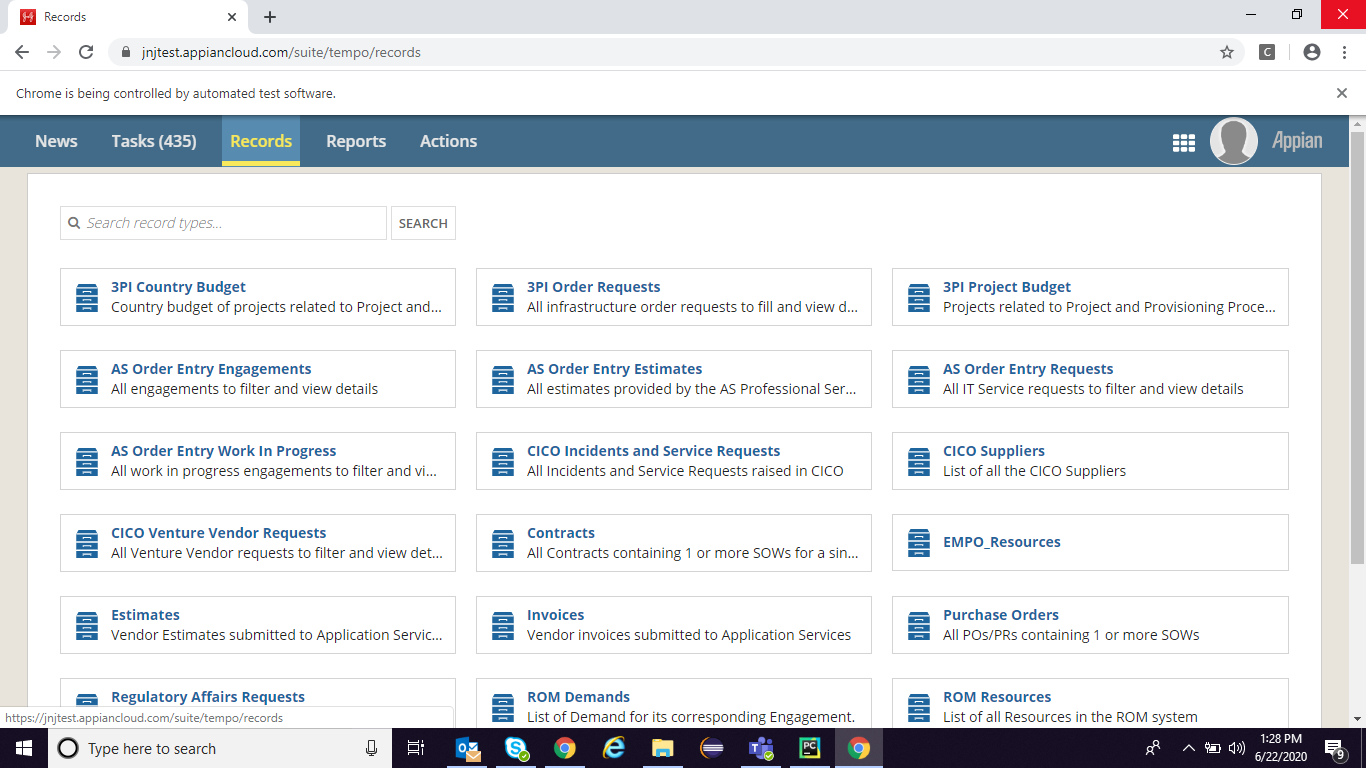 Records
jnjtest.appiancloud.com/suite/tempo/records
C
Chrome is being controlled by automated test software.
News
Tasks (435)
Records
Reports
Actions
Appian
Search record types...
SEARCH
3PI Country Budget
Country budget of projects related to Project and...
3PI Order Requests
All infrastructure order requests to fill and view d...
3PI Project Budget
Projects related to Project and Provisioning Proce...
AS Order Entry Engagements
All engagements to filter and view details
AS Order Entry Estimates
All estimates provided by the AS Professional Ser...
AS Order Entry Requests
All IT Service requests to filter and view details
AS Order Entry Work In Progress
All work in progress engagements to filter and vi...
CICO Incidents and Service Requests
All Incidents and Service Requests raised in CICO
CICO Suppliers
List of all the CICO Suppliers
CICO Venture Vendor Requests
All Venture Vendor requests to filter and view det...
Contracts
All Contracts containing 1 or more SOWs for a sin...
EMPO_Resources
Estimates
Vendor Estimates submitted to Application Servic...
Invoices
Vendor invoices submitted to Application Services
Purchase Orders
All POs/PRs containing 1 or more SOWs
Regulatory Affairs Requests
ROM Demands
List of Demand for its corresponding Engagement.
ROM Resources
List of all Resources in the ROM system
https://jnjtest.appiancloud.com/suite/tempo/records
Type here to search
PC
1:28 PM
6/22/2020
9